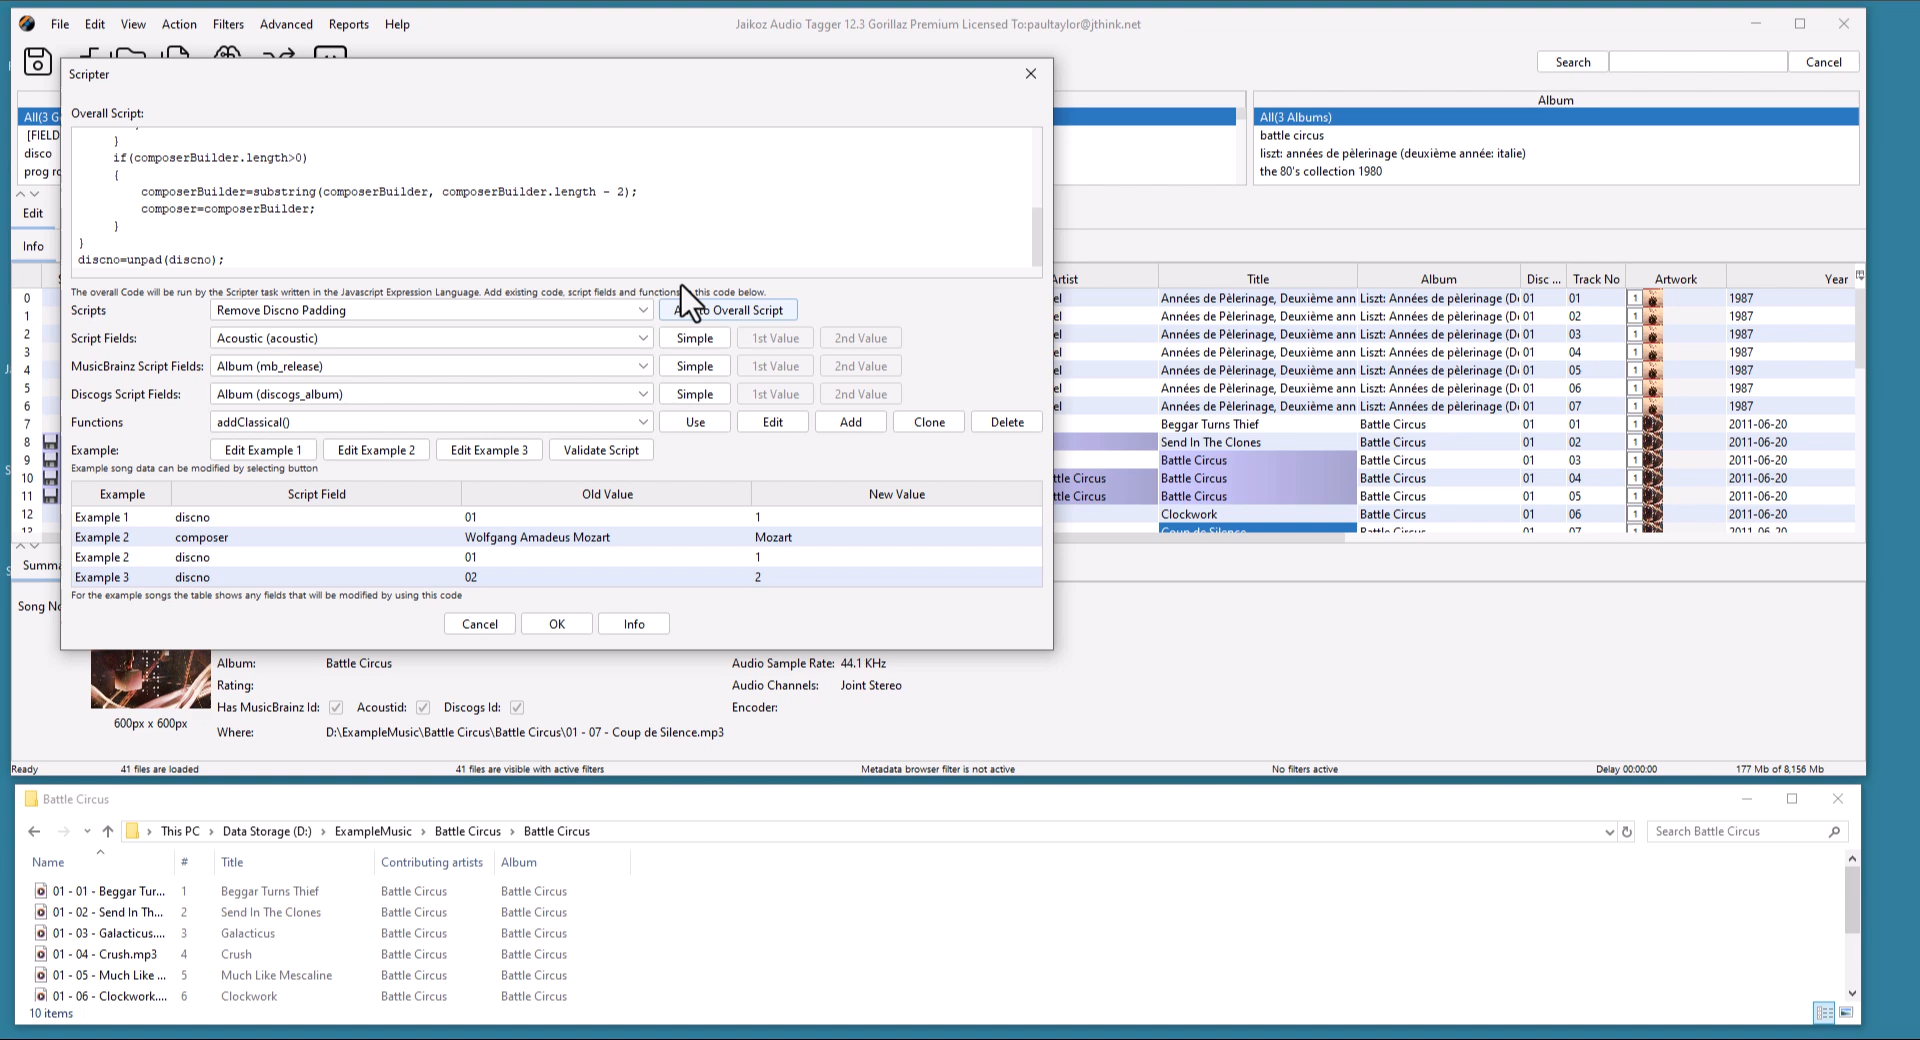 File Edit View Action Filters Advanced Reports Help
Jaikoz Audio Tagger 12.3 Gorillaz Premium Licensed To:paultaylor@jthink.net
Search Cancel
Scripter
Overall Script:
}
if(composerBuilder.length>0)
{
composerBuilder=substring(composerBuilder, composerBuilder.length - 2);
composer=composerBuilder;
}
}
discno=unpad(discno);
The overall Code will be run by the Scripter task written in the Javascript Expression Language. Add existing code, script fields and functions this code below.
Scripts Remove Discno Padding Overall Script
Script Fields: Acoustic (acoustic) Simple 1st Value 2nd Value
MusicBrainz Script Fields: Album (mb_release) Simple 1st Value 2nd Value
Discogs Script Fields: Album (discogs_album) Simple 1st Value 2nd Value
Functions addClassical() Use Edit Add Clone Delete
Example: Edit Example 1 Edit Example 2 Edit Example 3 Validate Script
Example song data can be modified by selecting button
Example Script Field Old Value New Value
Example 1 discno 01 1
Example 2 composer Wolfgang Amadeus Mozart Mozart
Example 2 discno 01 1
Example 3 discno 02 2
For the example songs the table shows any fields that will be modified by using this code
Cancel OK Info
All(3 G
[FIELD
disco
prog ro
Edit
Info
Album
All(3 Albums)
battle circus
liszt: années de pèlerinage (deuxième année: italie)
the 80's collection 1980
Artist Title Album Disc ... Track No Artwork Year
0 el Années de Pèlerinage, Deuxième ann Liszt: Années de pèlerinage (D 01 01 1 1987
1 el Années de Pèlerinage, Deuxième ann Liszt: Années de pèlerinage (D 01 02 1 1987
2 el Années de Pèlerinage, Deuxième ann Liszt: Années de pèlerinage (D 01 03 1 1987
3 el Années de Pèlerinage, Deuxième ann Liszt: Années de pèlerinage (D 01 04 1 1987
4 el Années de Pèlerinage, Deuxième ann Liszt: Années de pèlerinage (D 01 05 1 1987
5 el Années de Pèlerinage, Deuxième ann Liszt: Années de pèlerinage (D 01 06 1 1987
6 el Années de Pèlerinage, Deuxième ann Liszt: Années de pèlerinage (D 01 07 1 1987
7 Beggar Turns Thief Battle Circus 01 01 1 2011-06-20
8 Send In The Clones Battle Circus 01 02 1 2011-06-20
9 Battle Circus Battle Circus 01 03 1 2011-06-20
10 ttle Circus Battle Circus Battle Circus 01 04 1 2011-06-20
11 ttle Circus Battle Circus Battle Circus 01 05 1 2011-06-20
12 Clockwork Battle Circus 01 06 1 2011-06-20
13 Coup de Silence Battle Circus 01 07 1 2011-06-20
Summa
Song No
600px x 600px
Album: Battle Circus
Rating:
Has MusicBrainz Id: Acoustid: Discogs Id:
Where: D:\ExampleMusic\Battle Circus\Battle Circus\01 - 07 - Coup de Silence.mp3
Audio Sample Rate: 44.1 KHz
Audio Channels: Joint Stereo
Encoder:
Ready 41 files are loaded 41 files are visible with active filters Metadata browser filter is not active No filters active Delay 00:00:00 177 Mb of 8,156 Mb
Battle Circus
This PC Data Storage (D:) ExampleMusic Battle Circus Battle Circus Search Battle Circus
Name # Title Contributing artists Album
01 - 01 - Beggar Tur... 1 Beggar Turns Thief Battle Circus Battle Circus
01 - 02 - Send In Th... 2 Send In The Clones Battle Circus Battle Circus
01 - 03 - Galacticus.... 3 Galacticus Battle Circus Battle Circus
01 - 04 - Crush.mp3 4 Crush Battle Circus Battle Circus
01 - 05 - Much Like ... 5 Much Like Mescaline Battle Circus Battle Circus
01 - 06 - Clockwork.... 6 Clockwork Battle Circus Battle Circus
10 items